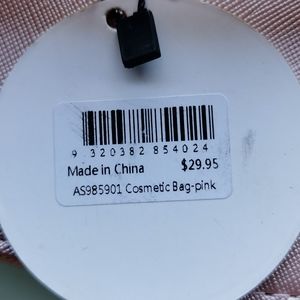 9 320382 854024
Made in China $29.95
AS985901 Cosmetic Bag-pink